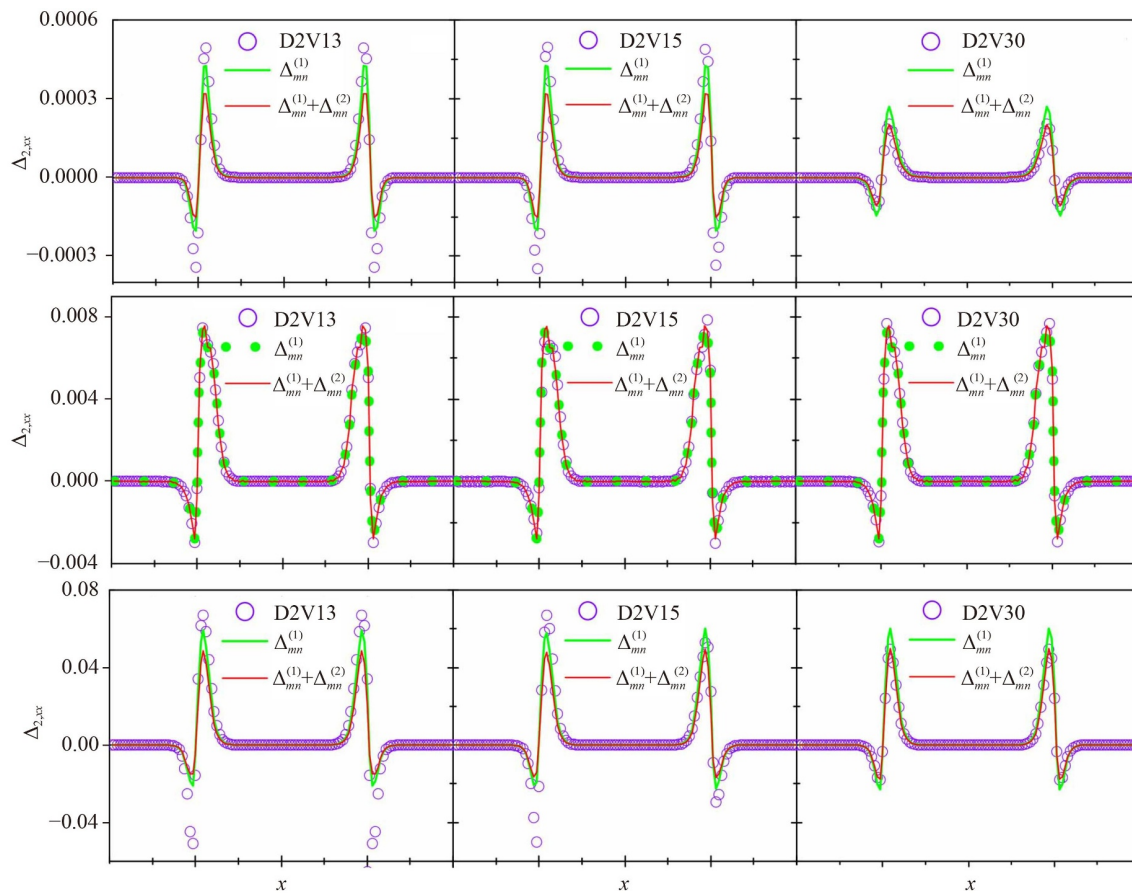 0.0006
0.0003
0.0000
−0.0003
Δ2,xx
D2V13
Δmn(1)
Δmn(1)+Δmn(2)
D2V15
Δmn(1)
Δmn(1)+Δmn(2)
D2V30
Δmn(1)
Δmn(1)+Δmn(2)
0.008
0.004
0.000
−0.004
Δ2,xx
D2V13
Δmn(1)
Δmn(1)+Δmn(2)
D2V15
Δmn(1)
Δmn(1)+Δmn(2)
D2V30
Δmn(1)
Δmn(1)+Δmn(2)
0.08
0.04
0.00
−0.04
Δ2,xx
D2V13
Δmn(1)
Δmn(1)+Δmn(2)
D2V15
Δmn(1)
Δmn(1)+Δmn(2)
D2V30
Δmn(1)
Δmn(1)+Δmn(2)
x
x
x